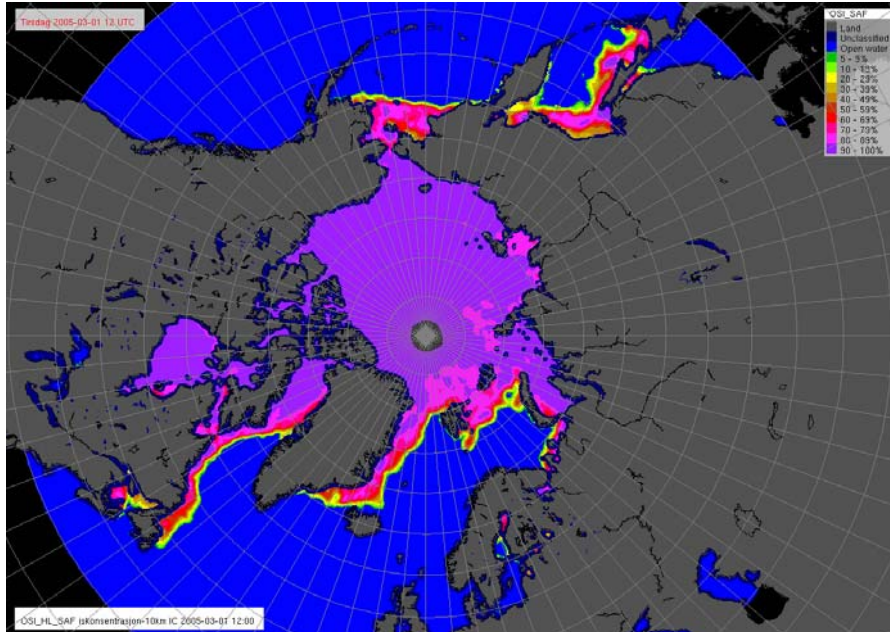 Tirsdag 2005-03-01 12 UTC
OSI_SAF
Land
Unclassified
Open water
5 - 9%
10 - 19%
20 - 29%
30 - 39%
40 - 49%
50 - 59%
60 - 69%
70 - 79%
80 - 89%
90 - 100%
OSI_HL_SAF iskonsentrasjon-10km IC 2005-03-01 12:00